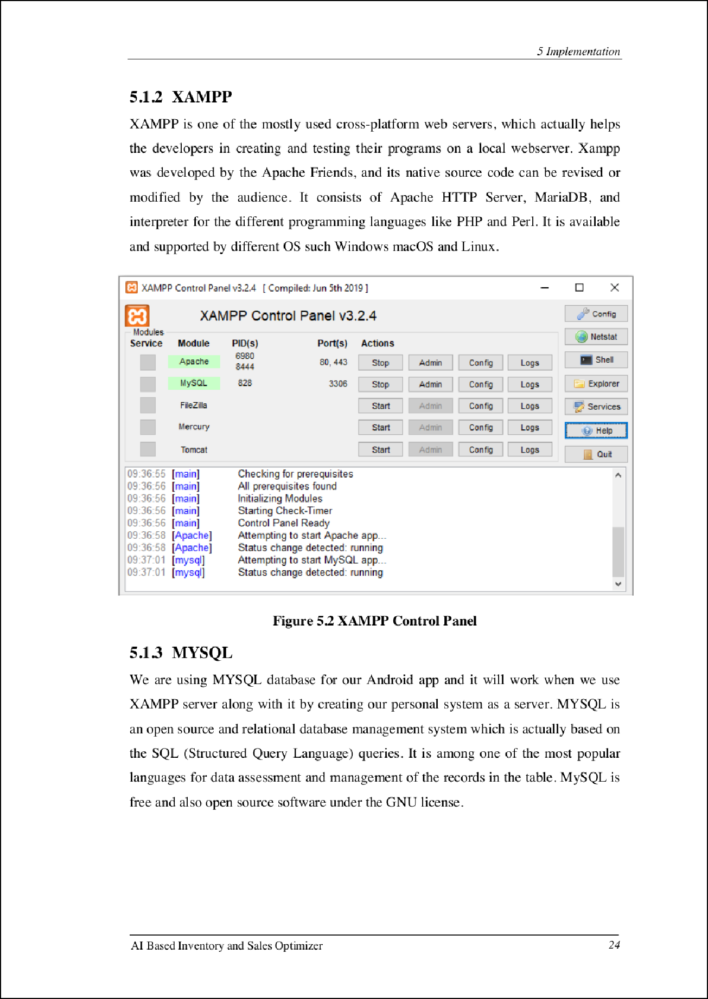 5 Implementation
5.1.2 XAMPP
XAMPP is one of the mostly used cross-platform web servers, which actually helps
the developers in creating and testing their programs on a local webserver. Xampp
was developed by the Apache Friends, and its native source code can be revised or
modified by the audience. It consists of Apache HTTP Server, MariaDB, and
interpreter for the different programming languages like PHP and Perl. It is available
and supported by different OS such Windows macOS and Linux.
XAMPP Control Panel v3.2.4 [ Compiled: Jun 5th 2019 ]
XAMPP Control Panel v3.2.4
Config
Modules
Service Module PID(s) Port(s) Actions
Netstat
Apache 6980 8444 80, 443 Stop Admin Config Logs
Shell
MySQL 828 3306 Stop Admin Config Logs
Explorer
FileZilla Start Admin Config Logs
Services
Mercury Start Admin Config Logs
Help
Tomcat Start Admin Config Logs
Quit
09:36:55 [main] Checking for prerequisites
09:36:56 [main] All prerequisites found
09:36:56 [main] Initializing Modules
09:36:56 [main] Starting Check-Timer
09:36:56 [main] Control Panel Ready
09:36:58 [Apache] Attempting to start Apache app...
09:36:58 [Apache] Status change detected: running
09:37:01 [mysql] Attempting to start MySQL app...
09:37:01 [mysql] Status change detected: running
Figure 5.2 XAMPP Control Panel
5.1.3 MYSQL
We are using MYSQL database for our Android app and it will work when we use
XAMPP server along with it by creating our personal system as a server. MYSQL is
an open source and relational database management system which is actually based on
the SQL (Structured Query Language) queries. It is among one of the most popular
languages for data assessment and management of the records in the table. MySQL is
free and also open source software under the GNU license.
AI Based Inventory and Sales Optimizer 24